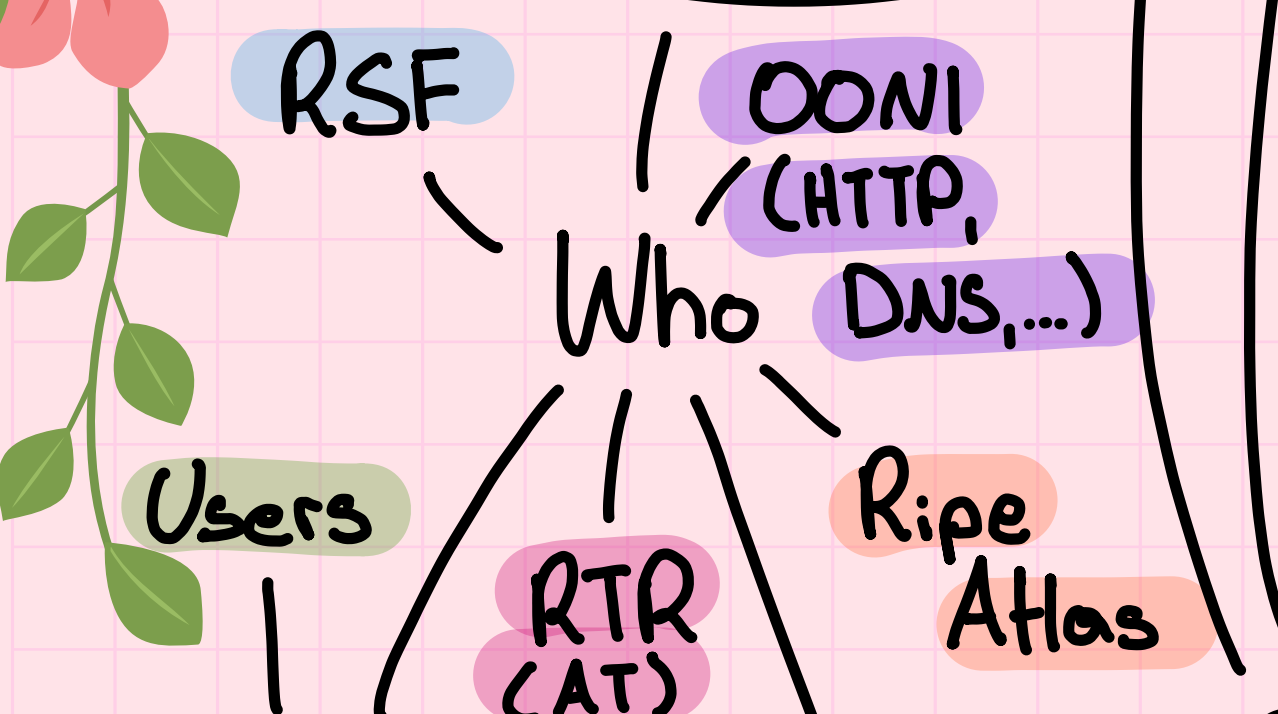 RSF
OONI
(HTTP,
DNS,...)
Who
Users
Ripe
Atlas
RTR
(AT)